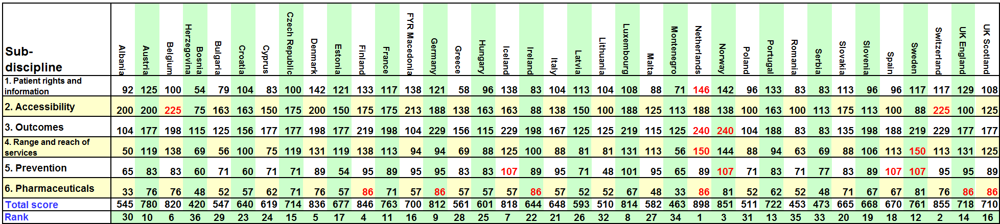 Sub-
discipline
Albania
Austria
Belgium
Bosnia
Herzegovina
Bulgaria
Croatia
Cyprus
Czech Republic
Denmark
Estonia
Finland
France
FYR Macedonia
Germany
Greece
Hungary
Iceland
Ireland
Italy
Latvia
Lithuania
Luxembourg
Malta
Montenegro
Netherlands
Norway
Poland
Portugal
Romania
Serbia
Slovakia
Slovenia
Spain
Sweden
Switzerland
UK England
UK Scotland
1. Patient rights and
information 92 125 100 54 79 104 83 100 142 121 133 117 138 121 58 96 138 83 104 113 104 108 88 71 146 142 96 133 83 83 113 96 96 117 117 129 108
2. Accessibility 200 200 225 75 163 163 150 175 200 150 175 175 213 188 138 163 163 88 138 150 100 188 125 113 188 138 100 163 100 113 175 113 100 88 225 100 125
3. Outcomes 104 177 198 115 125 156 177 177 198 177 219 198 104 229 156 115 229 198 167 125 125 219 115 125 240 240 104 188 83 83 135 198 188 219 229 177 177
4. Range and reach of
services 50 119 138 69 56 100 75 119 131 119 138 113 94 94 69 88 125 100 88 81 81 131 113 56 150 144 88 94 63 69 88 106 113 150 113 131 125
5. Prevention 65 83 83 60 71 60 71 71 89 54 95 89 95 95 83 83 107 89 95 71 48 101 95 65 89 107 71 83 71 77 83 89 107 107 95 95 89
6. Pharmaceuticals 33 76 76 48 52 57 62 71 76 57 86 71 57 86 57 57 57 86 57 52 52 67 48 33 86 81 52 62 52 48 71 67 67 81 76 86 86
Total score 545 780 820 420 547 640 619 714 836 677 846 763 700 812 561 601 818 644 648 593 510 814 582 463 898 851 511 722 453 473 665 668 670 761 855 718 710
Rank 30 10 6 36 29 23 24 15 5 17 4 11 16 9 28 25 7 22 21 26 32 8 27 34 1 3 31 13 35 33 20 19 18 12 2 14 16